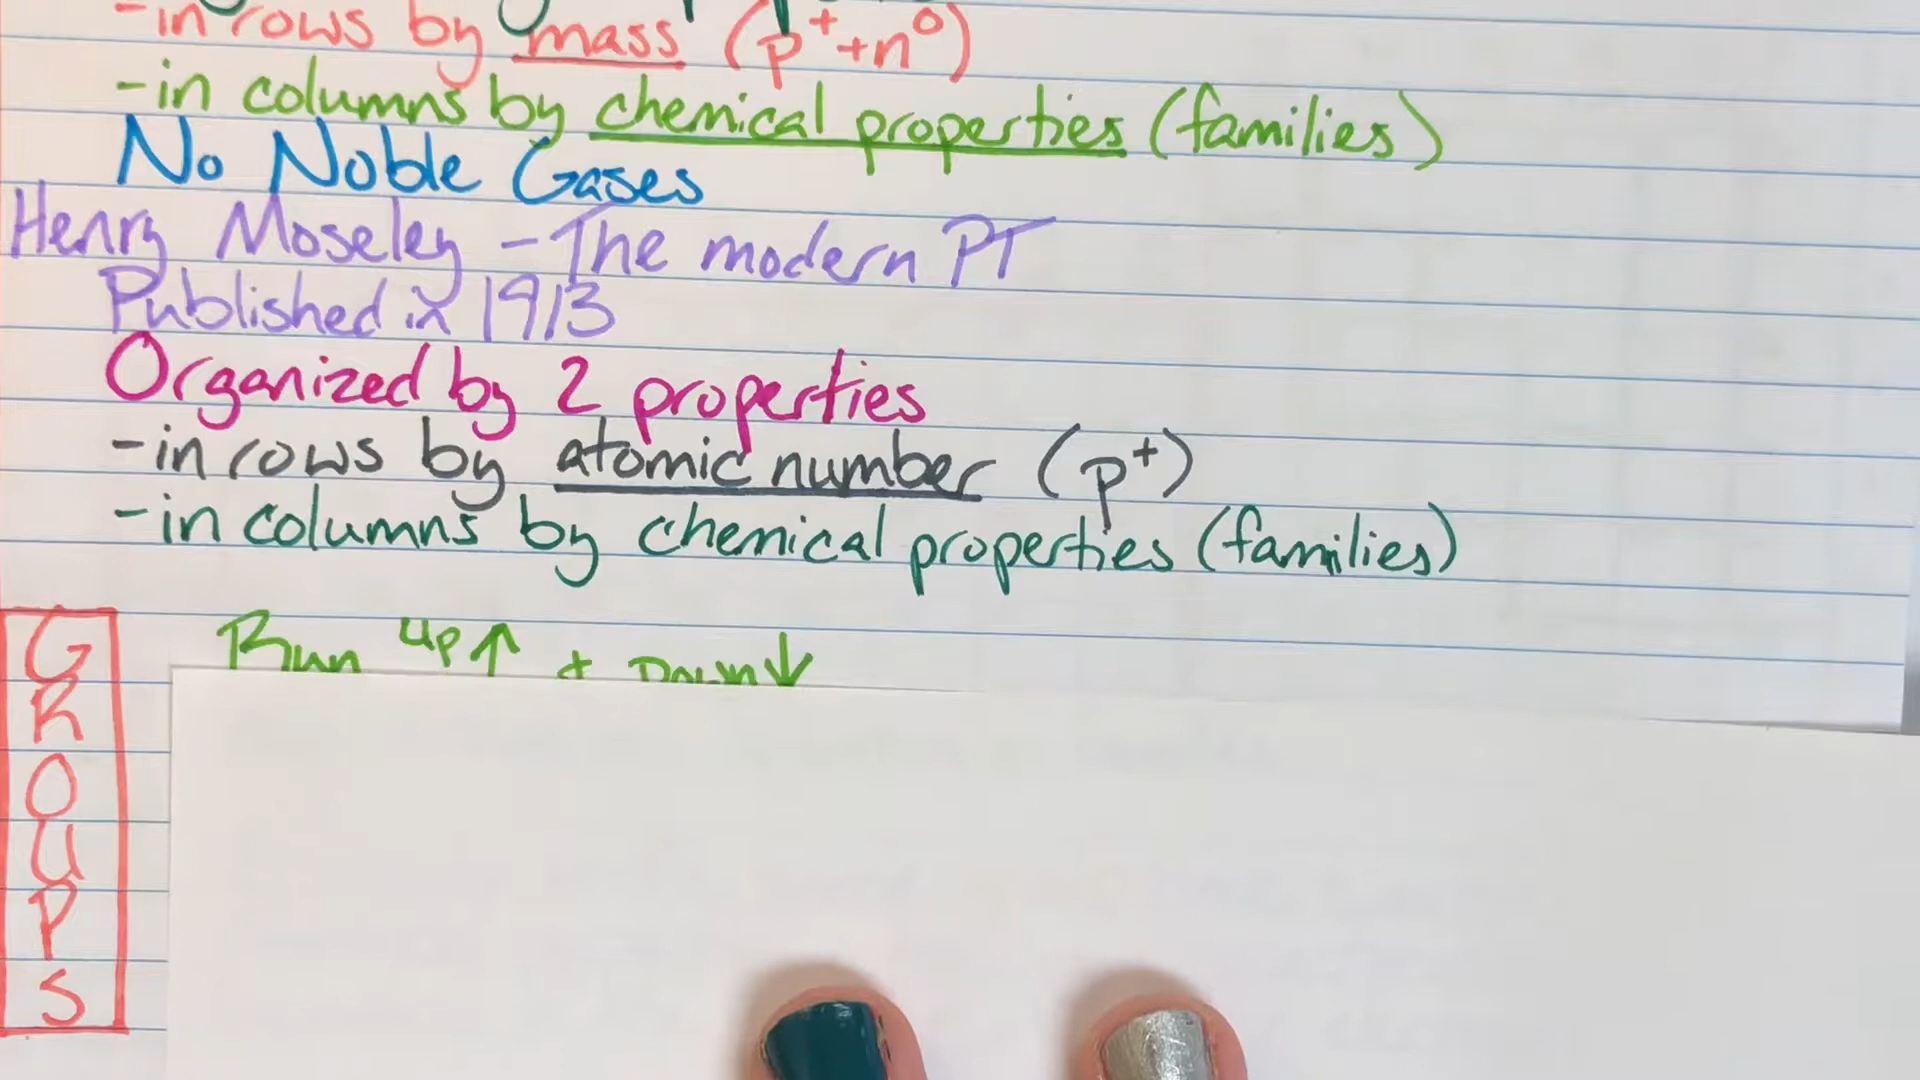 -in rows by mass (p⁺+n⁰)
-in columns by chemical properties (families)
No Noble Gases
Henry Moseley - The modern PT
Published in 1913
Organized by 2 properties
-in rows by atomic number (p⁺)
-in columns by chemical properties (families)
GROUPS
Run up↑ + Down↓